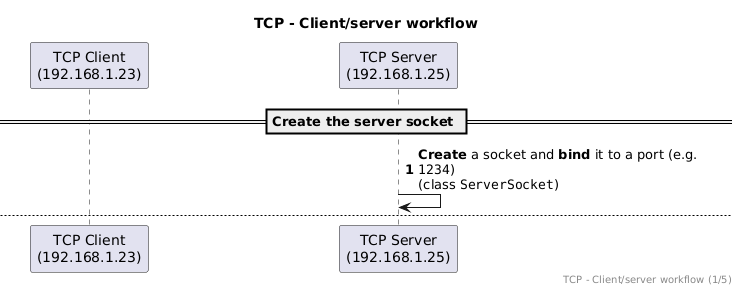 TCP - Client/server workflow
TCP Client
(192.168.1.23)
TCP Server
(192.168.1.25)
Create the server socket
Create a socket and bind it to a port (e.g.
1 1234)
(class ServerSocket)
TCP Client
(192.168.1.23)
TCP Server
(192.168.1.25)
TCP - Client/server workflow (1/5)